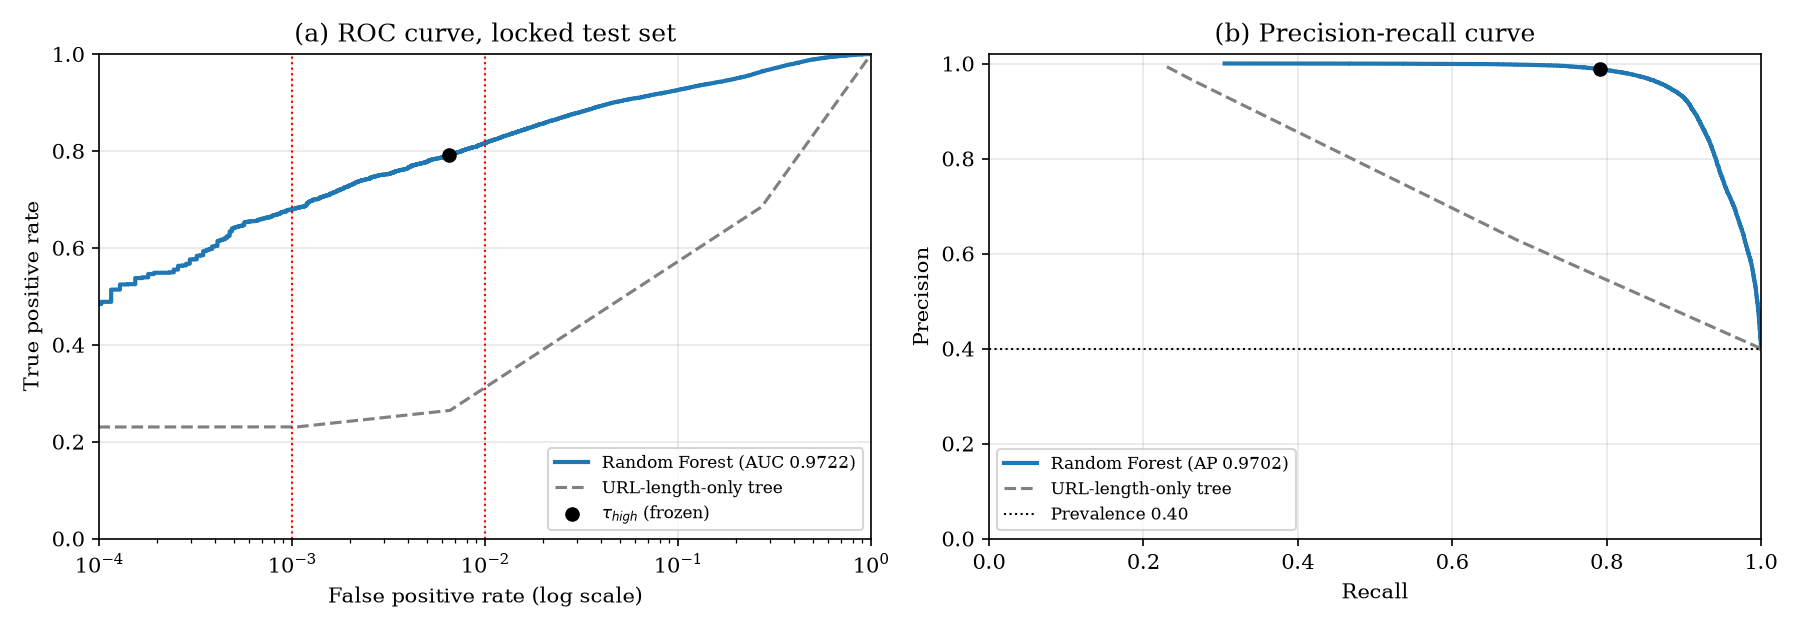 (a) ROC curve, locked test set
True positive rate
1.0
0.8
0.6
0.4
0.2
0.0
10⁻⁴
10⁻³
10⁻²
10⁻¹
10⁰
False positive rate (log scale)
Random Forest (AUC 0.9722)
URL-length-only tree
τ_high (frozen)
(b) Precision-recall curve
Precision
1.0
0.8
0.6
0.4
0.2
0.0
0.0
0.2
0.4
0.6
0.8
1.0
Recall
Random Forest (AP 0.9702)
URL-length-only tree
Prevalence 0.40